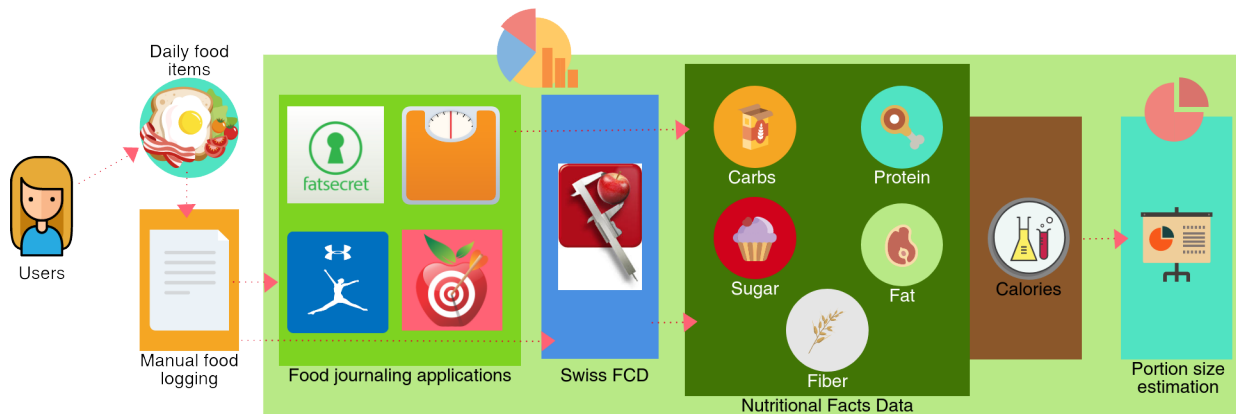 Daily food
items
Users
Manual food
logging
fatsecret
Food journaling applications
Swiss FCD
Carbs
Protein
Sugar
Fat
Fiber
Nutritional Facts Data
Calories
Portion size
estimation